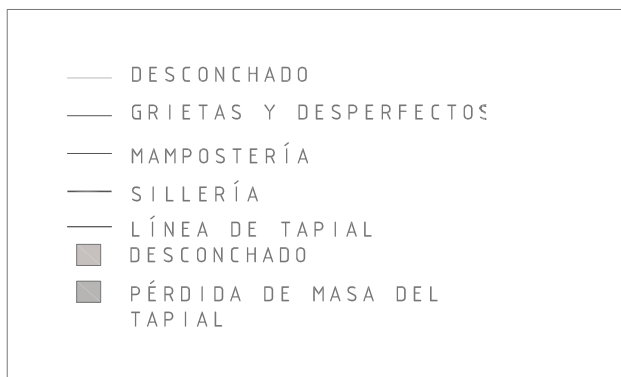 DESCONCHADO
GRIETAS Y DESPERFECTOS
MAMPOSTERÍA
SILLERÍA
LÍNEA DE TAPIAL
DESCONCHADO
PÉRDIDA DE MASA DEL
TAPIAL